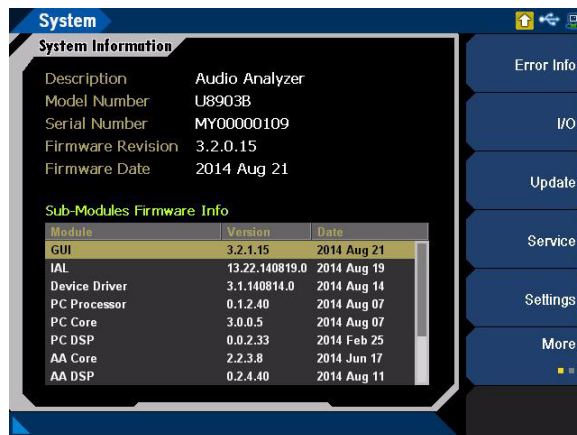 System
System Information
Description Audio Analyzer
Model Number U8903B
Serial Number MY00000109
Firmware Revision 3.2.0.15
Firmware Date 2014 Aug 21
Sub-Modules Firmware Info
Module Version Date
GUI 3.2.1.15 2014 Aug 21
IAL 13.22.140819.0 2014 Aug 19
Device Driver 3.1.140814.0 2014 Aug 14
PC Processor 0.1.2.40 2014 Aug 07
PC Core 3.0.0.5 2014 Aug 07
PC DSP 0.0.2.33 2014 Feb 25
AA Core 2.2.3.8 2014 Jun 17
AA DSP 0.2.4.40 2014 Aug 11
Error Info
I/O
Update
Service
Settings
More